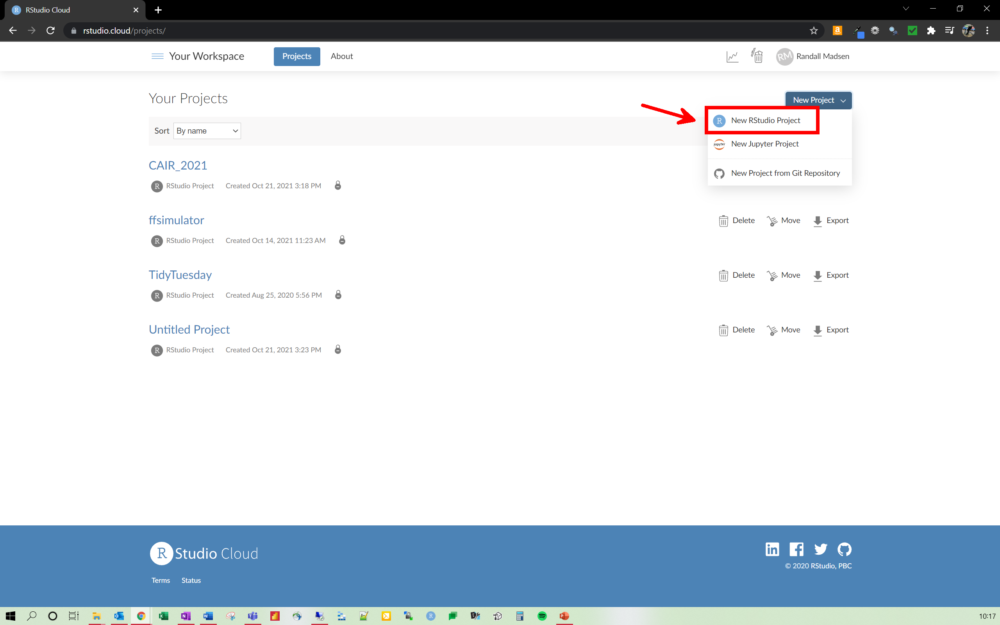 RStudio Cloud
rstudio.cloud/projects/
Your Workspace
Projects
About
RM
Randall Madsen
Your Projects
New Project
R New RStudio Project
jupyter New Jupyter Project
New Project from Git Repository
Sort By name
CAIR_2021
R RStudio Project Created Oct 21, 2021 3:18 PM
ffsimulator
Delete Move Export
R RStudio Project Created Oct 14, 2021 11:23 AM
TidyTuesday
Delete Move Export
R RStudio Project Created Aug 25, 2020 5:56 PM
Untitled Project
Delete Move Export
R RStudio Project Created Oct 21, 2021 3:23 PM
R Studio Cloud
© 2020 RStudio, PBC
Terms Status
10:17